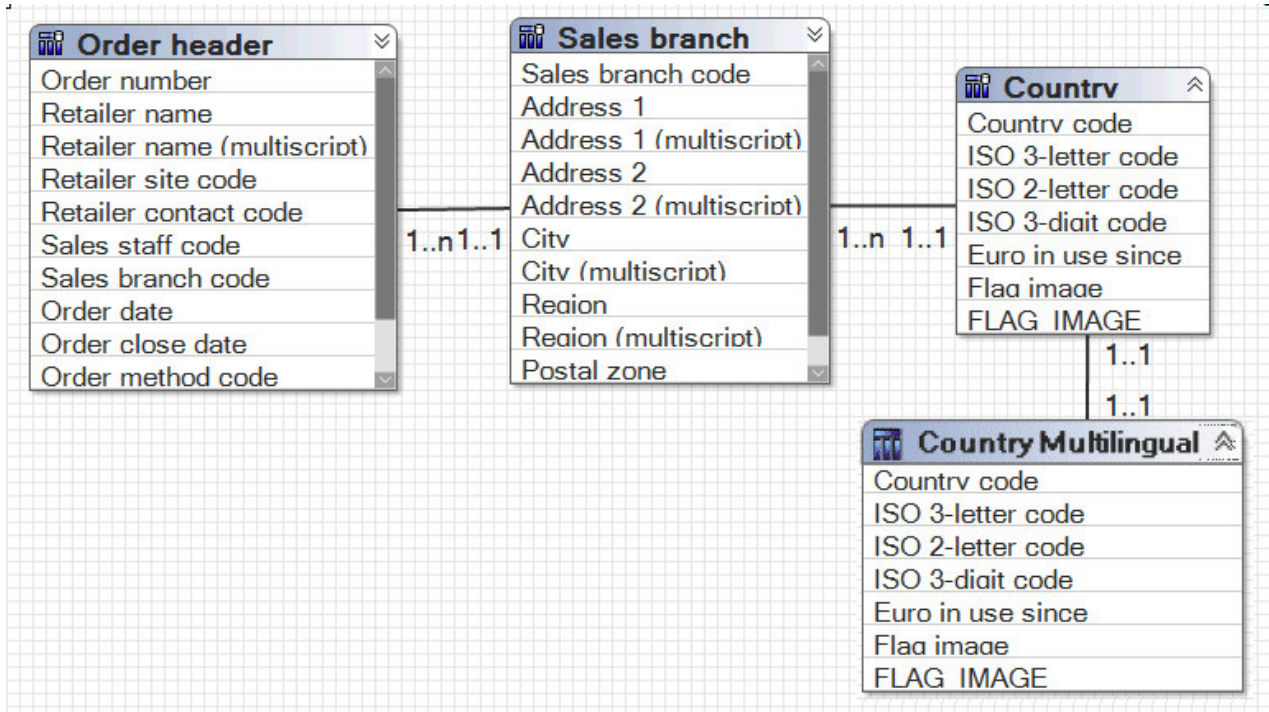 Order header
Order number
Retailer name
Retailer name (multiscript)
Retailer site code
Retailer contact code
Sales staff code
Sales branch code
Order date
Order close date
Order method code
1..n 1..1
Sales branch
Sales branch code
Address 1
Address 1 (multiscript)
Address 2
Address 2 (multiscript)
City
City (multiscript)
Region
Region (multiscript)
Postal zone
1..n 1..1
Country
Country code
ISO 3-letter code
ISO 2-letter code
ISO 3-digit code
Euro in use since
Flag image
FLAG_IMAGE
1..1
1..1
Country Multilingual
Country code
ISO 3-letter code
ISO 2-letter code
ISO 3-digit code
Euro in use since
Flag image
FLAG_IMAGE